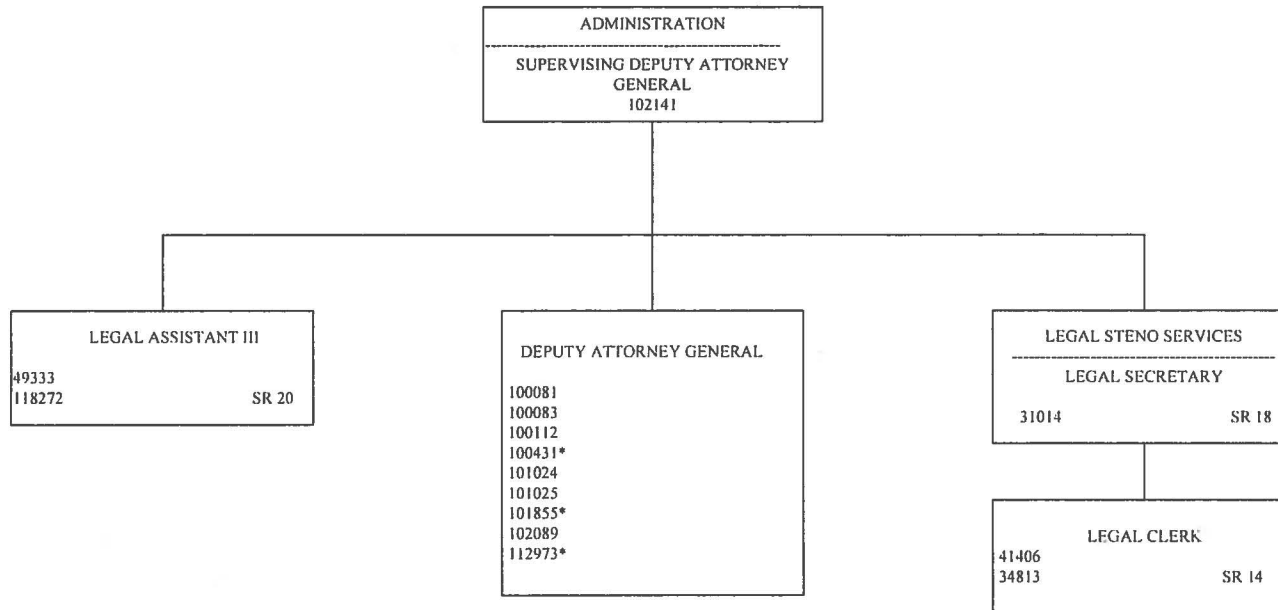 ADMINISTRATION
SUPERVISING DEPUTY ATTORNEY
GENERAL
102141
LEGAL ASSISTANT III
49333
118272 SR 20
DEPUTY ATTORNEY GENERAL
100081
100083
100112
100431*
101024
101025
101855*
102089
112973*
LEGAL STENO SERVICES
LEGAL SECRETARY
31014 SR 18
LEGAL CLERK
41406
34813 SR 14